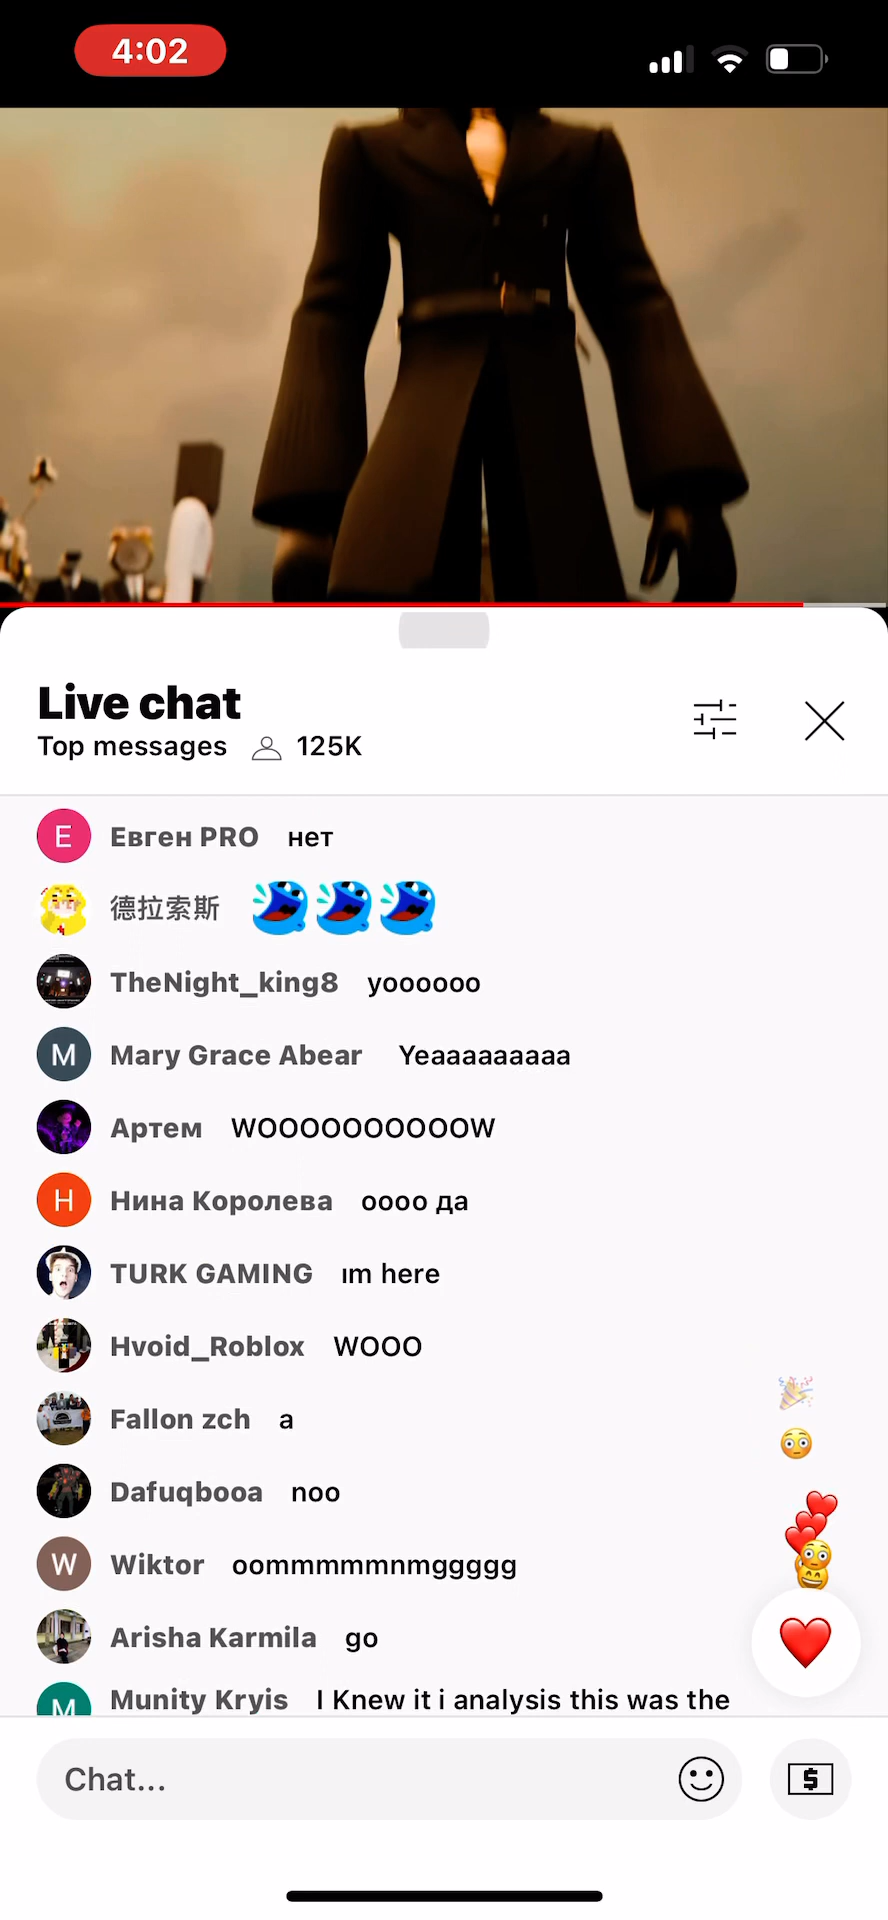 4:02
Live chat
Top messages 125K
Евген PRO нет
德拉索斯
TheNight_king8 yoooooo
Mary Grace Abear Yeaaaaaaaaa
Артем WOOOOOOOOOOW
Нина Королева оооо да
TURK GAMING ım here
Hvoid_Roblox WOOO
Fallon zch a
Dafuqbooa noo
Wiktor oommmmmnmggggg
Arisha Karmila go
Munity Kryis I Knew it i analysis this was the
Chat...